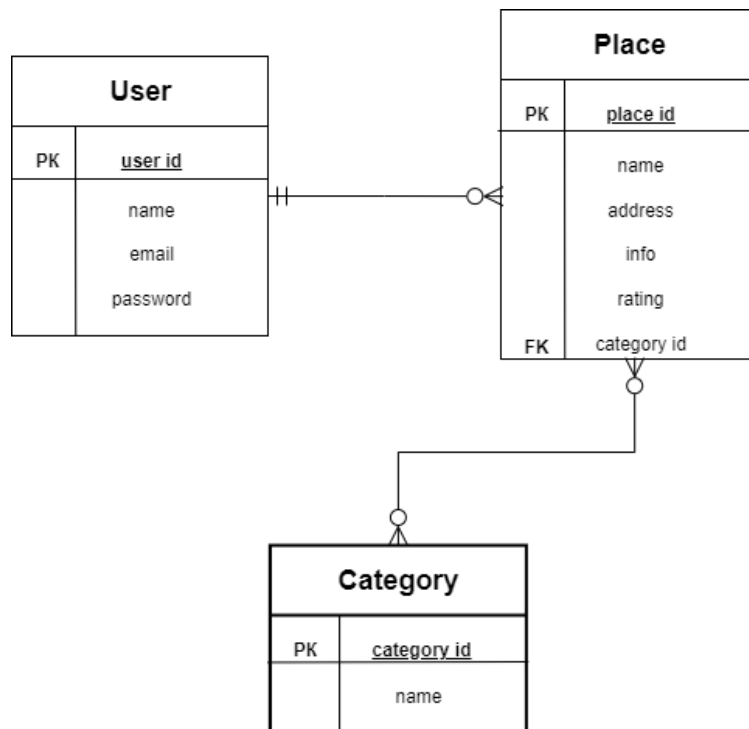 User
PK user id
name
email
password
Place
PK place id
name
address
info
rating
FK category id
Category
PK category id
name